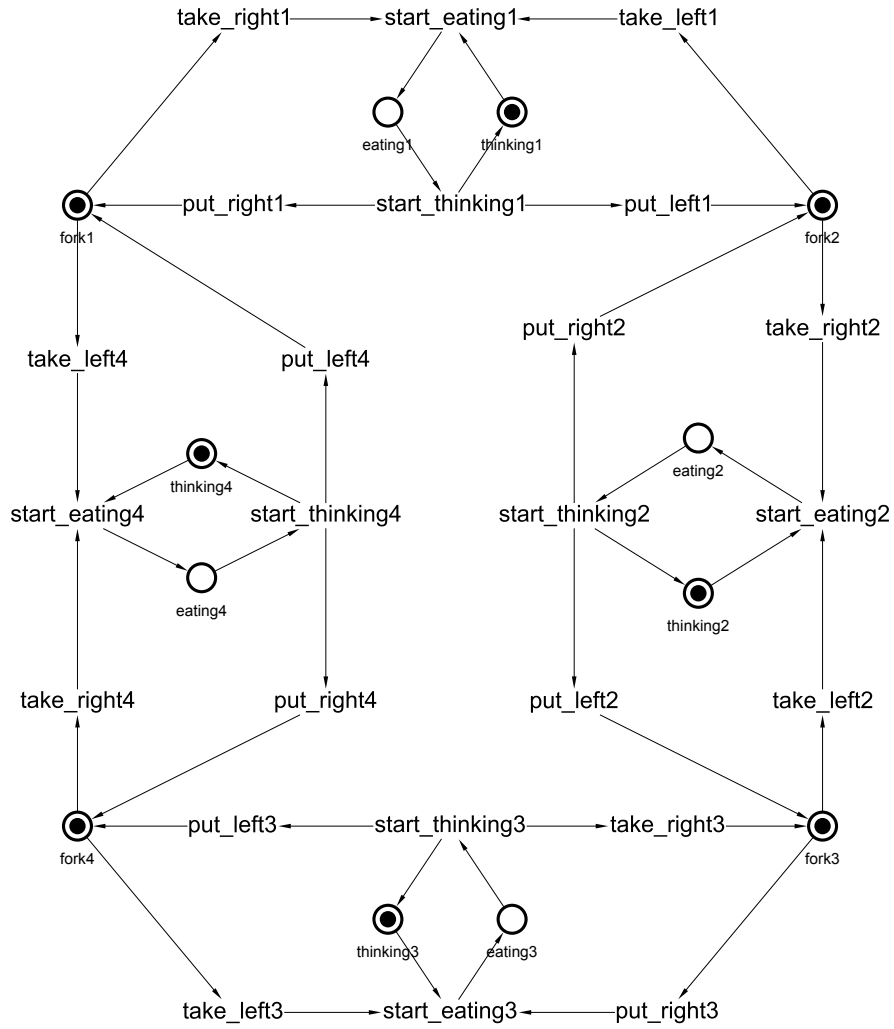 take_right1
start_eating1
take_left1
eating1
thinking1
put_right1
start_thinking1
put_left1
fork1
fork2
put_right2
take_right2
take_left4
put_left4
eating2
thinking4
start_eating4
start_thinking4
start_thinking2
start_eating2
eating4
thinking2
take_right4
put_right4
put_left2
take_left2
put_left3
start_thinking3
take_right3
fork4
fork3
thinking3
eating3
take_left3
start_eating3
put_right3